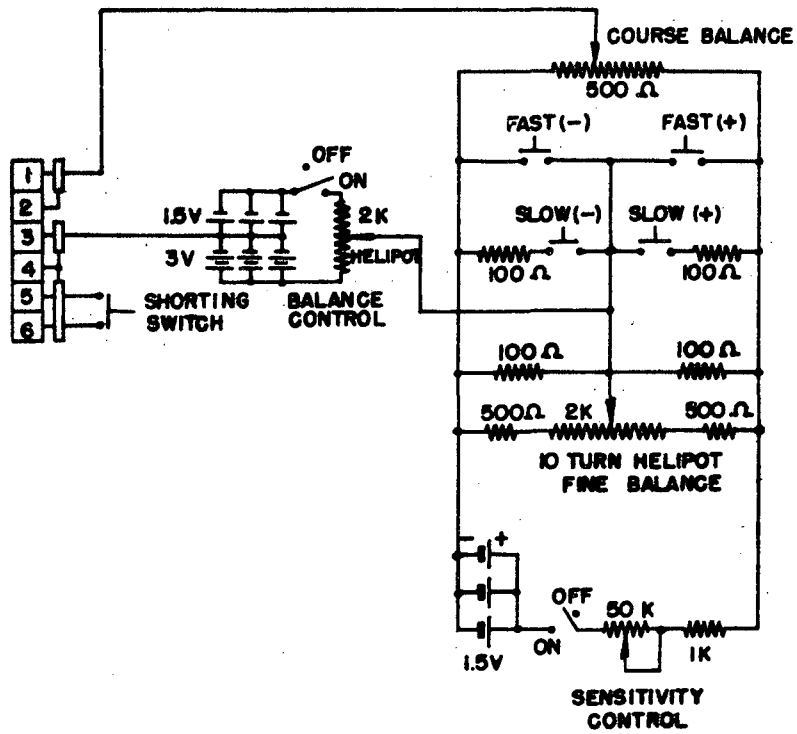 COURSE BALANCE
500 Ω
FAST (-)
FAST (+)
OFF
ON
1
2
3
4
5
6
1.5V
2K
3V
HELIPOT
SLOW (-)
SLOW (+)
100 Ω
100 Ω
SHORTING
SWITCH
BALANCE
CONTROL
100 Ω
100 Ω
500Ω
2K
500 Ω
10 TURN HELIPOT
FINE BALANCE
- +
OFF
50 K
ON
1K
1.5V
SENSITIVITY
CONTROL